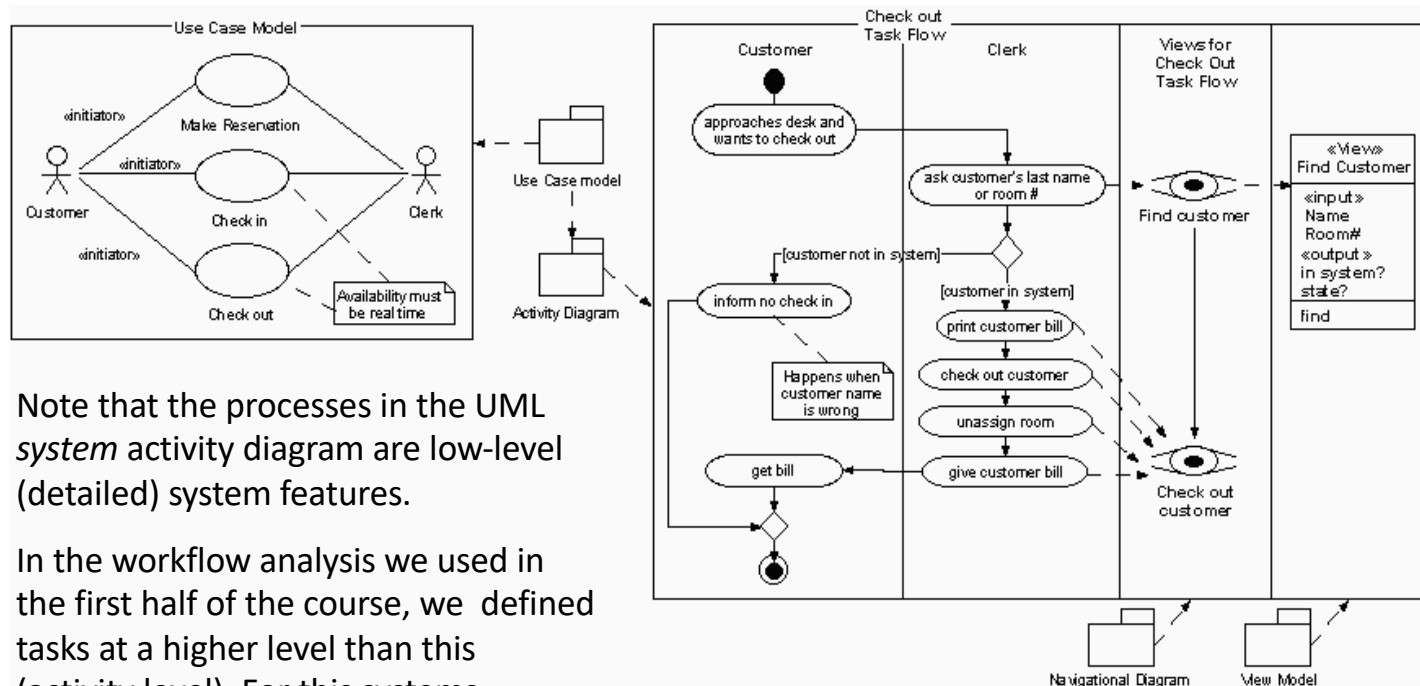 Use Case Model
«initiator»
Make Reservation
«initiator»
Customer
Check in
Clerk
«initiator»
Availability must
be real time
Check out
Use Case model
Activity Diagram
Check out
Task Flow
Customer
Clerk
Views for
Check Out
Task Flow
approaches desk and
wants to check out
ask customer's last name
or room #
Find customer
«View»
Find Customer
«input»
Name
Room#
«output»
in system?
state?
find
[customer not in system]
[customer in system]
inform no check in
print customer bill
Happens when
customer name
is wrong
check out customer
unassign room
get bill
give customer bill
Check out
customer
Navigational Diagram
View Model
Note that the processes in the UML
system activity diagram are low-level
(detailed) system features.
In the workflow analysis we used in
the first half of the course, we defined
tasks at a higher level than this
(activity level). For this systems